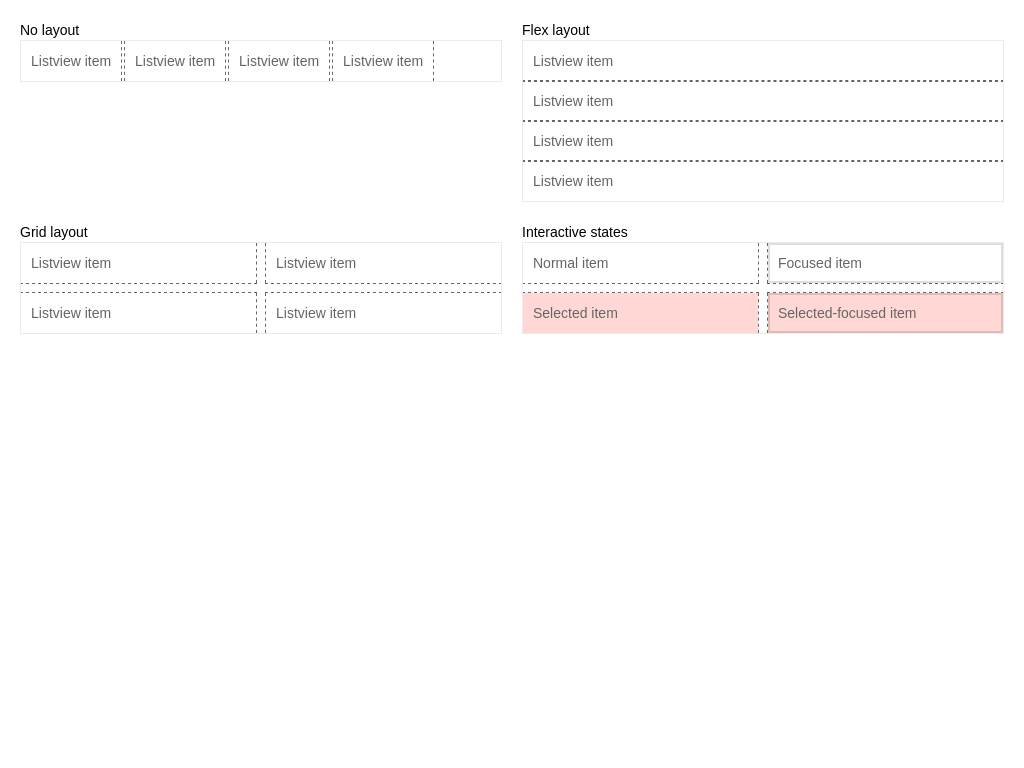 No layout
Listview item Listview item Listview item Listview item
Flex layout
Listview item
Listview item
Listview item
Listview item
Grid layout
Listview item Listview item
Listview item Listview item
Interactive states
Normal item Focused item
Selected item Selected-focused item